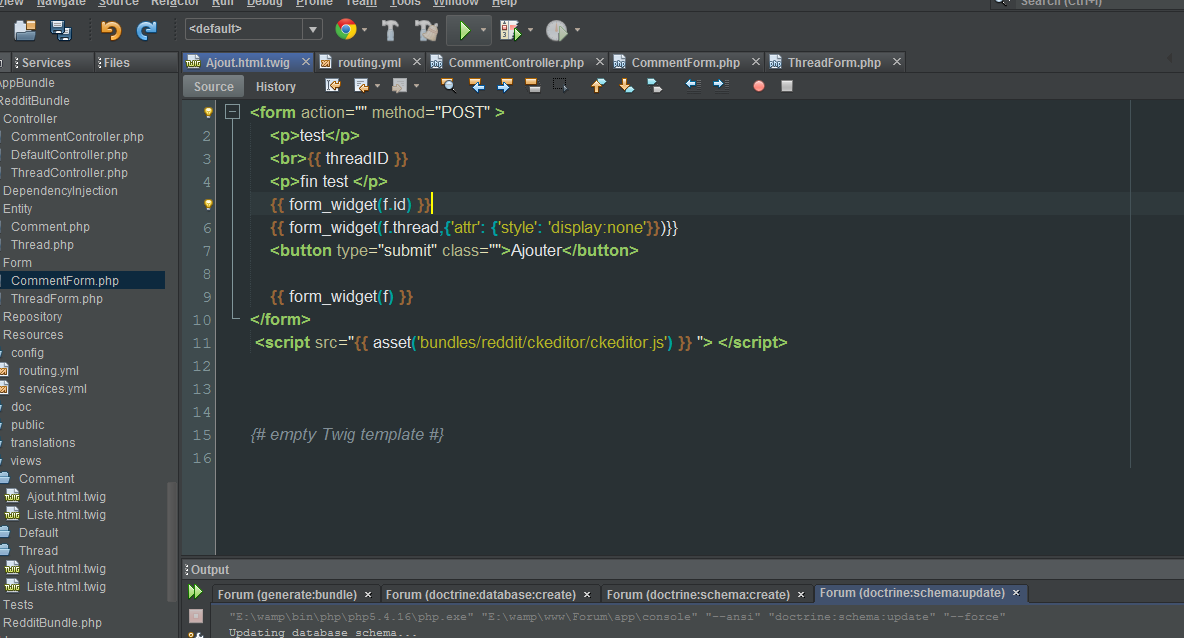 View Navigate Source Refactor Run Debug Profile Team Tools Window Help
Search (Ctrl+I)
<default>
Services Files
Ajout.html.twig routing.yml CommentController.php CommentForm.php ThreadForm.php
Source History
AppBundle
RedditBundle
Controller
CommentController.php
DefaultController.php
ThreadController.php
DependencyInjection
Entity
Comment.php
Thread.php
Form
CommentForm.php
ThreadForm.php
Repository
Resources
config
routing.yml
services.yml
doc
public
translations
views
Comment
Ajout.html.twig
Liste.html.twig
Default
Thread
Ajout.html.twig
Liste.html.twig
Tests
RedditBundle.php
<form action="" method="POST" >
2 <p>test</p>
3 <br>{{ threadID }}
4 <p>fin test </p>
{{ form_widget(f.id) }}
6 {{ form_widget(f.thread,{'attr': {'style': 'display:none'}})}}
7 <button type="submit" class="">Ajouter</button>
8
9 {{ form_widget(f) }}
10 </form>
11 <script src="{{ asset('bundles/reddit/ckeditor/ckeditor.js') }} "> </script>
12
13
14
15 {# empty Twig template #}
16
Output
Forum (generate:bundle) Forum (doctrine:database:create) Forum (doctrine:schema:create) Forum (doctrine:schema:update)
"E:\wamp\bin\php\php5.4.16\php.exe" "E:\wamp\www\Forum\app\console" "--ansi" "doctrine:schema:update" "--force"
Updating database schema...